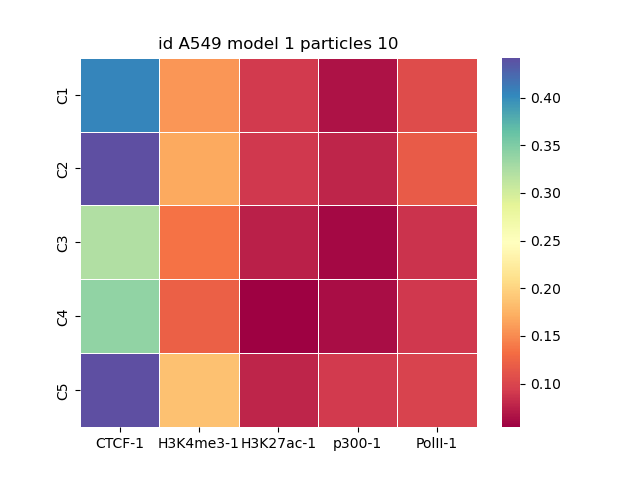 id A549 model 1 particles 10
C1
C2
C3
C4
C5
CTCF-1 H3K4me3-1 H3K27ac-1 p300-1 PolII-1
0.40
0.35
0.30
0.25
0.20
0.15
0.10